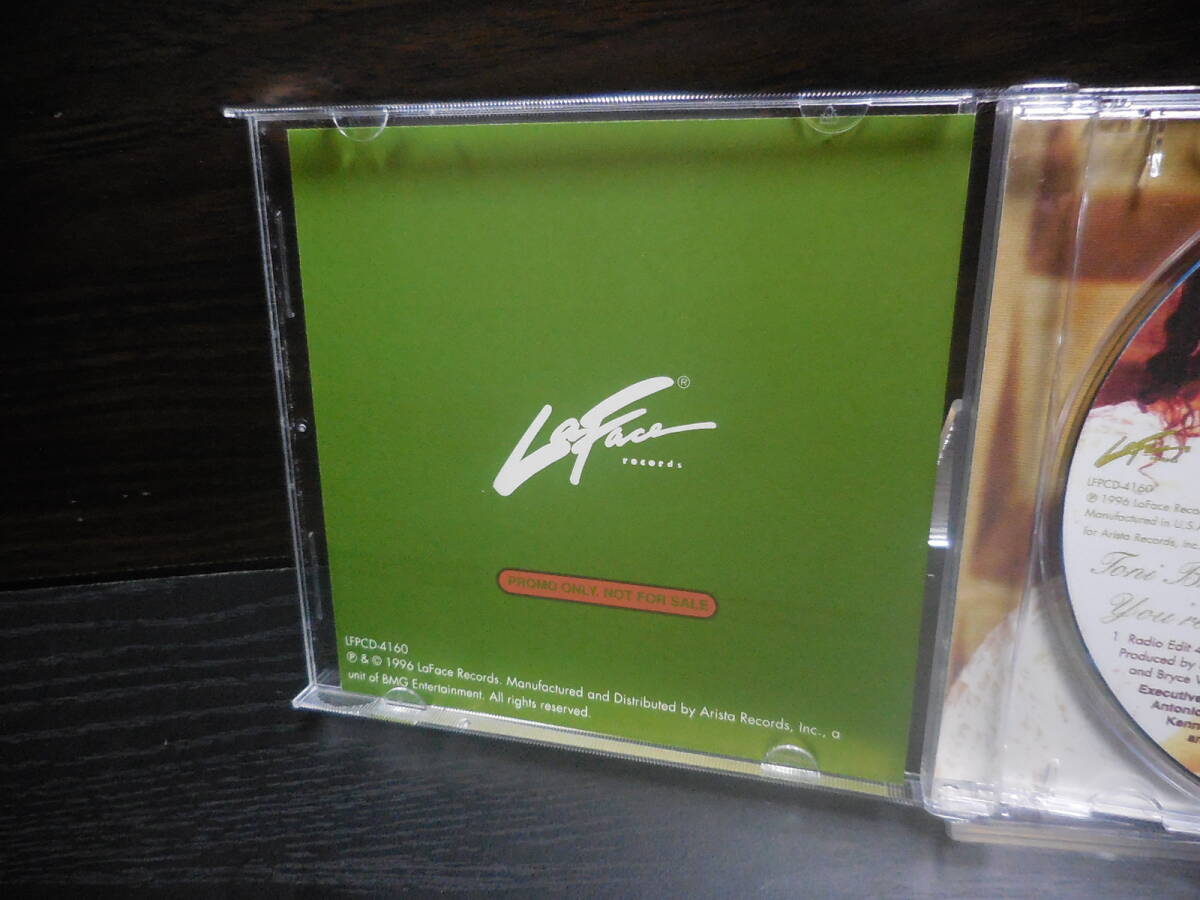 LaFace®
records
PROMO ONLY. NOT FOR SALE
LFPCD-4160
℗ & © 1996 LaFace Records. Manufactured and Distributed by Arista Records, Inc., a
unit of BMG Entertainment. All rights reserved.
LaFace
LFPCD-4160
℗ 1996 LaFace
Manufactured in U.S.
for Arista Records, Inc.
Toni
1 Radio Edit
Produced by
and Bryce
Executive